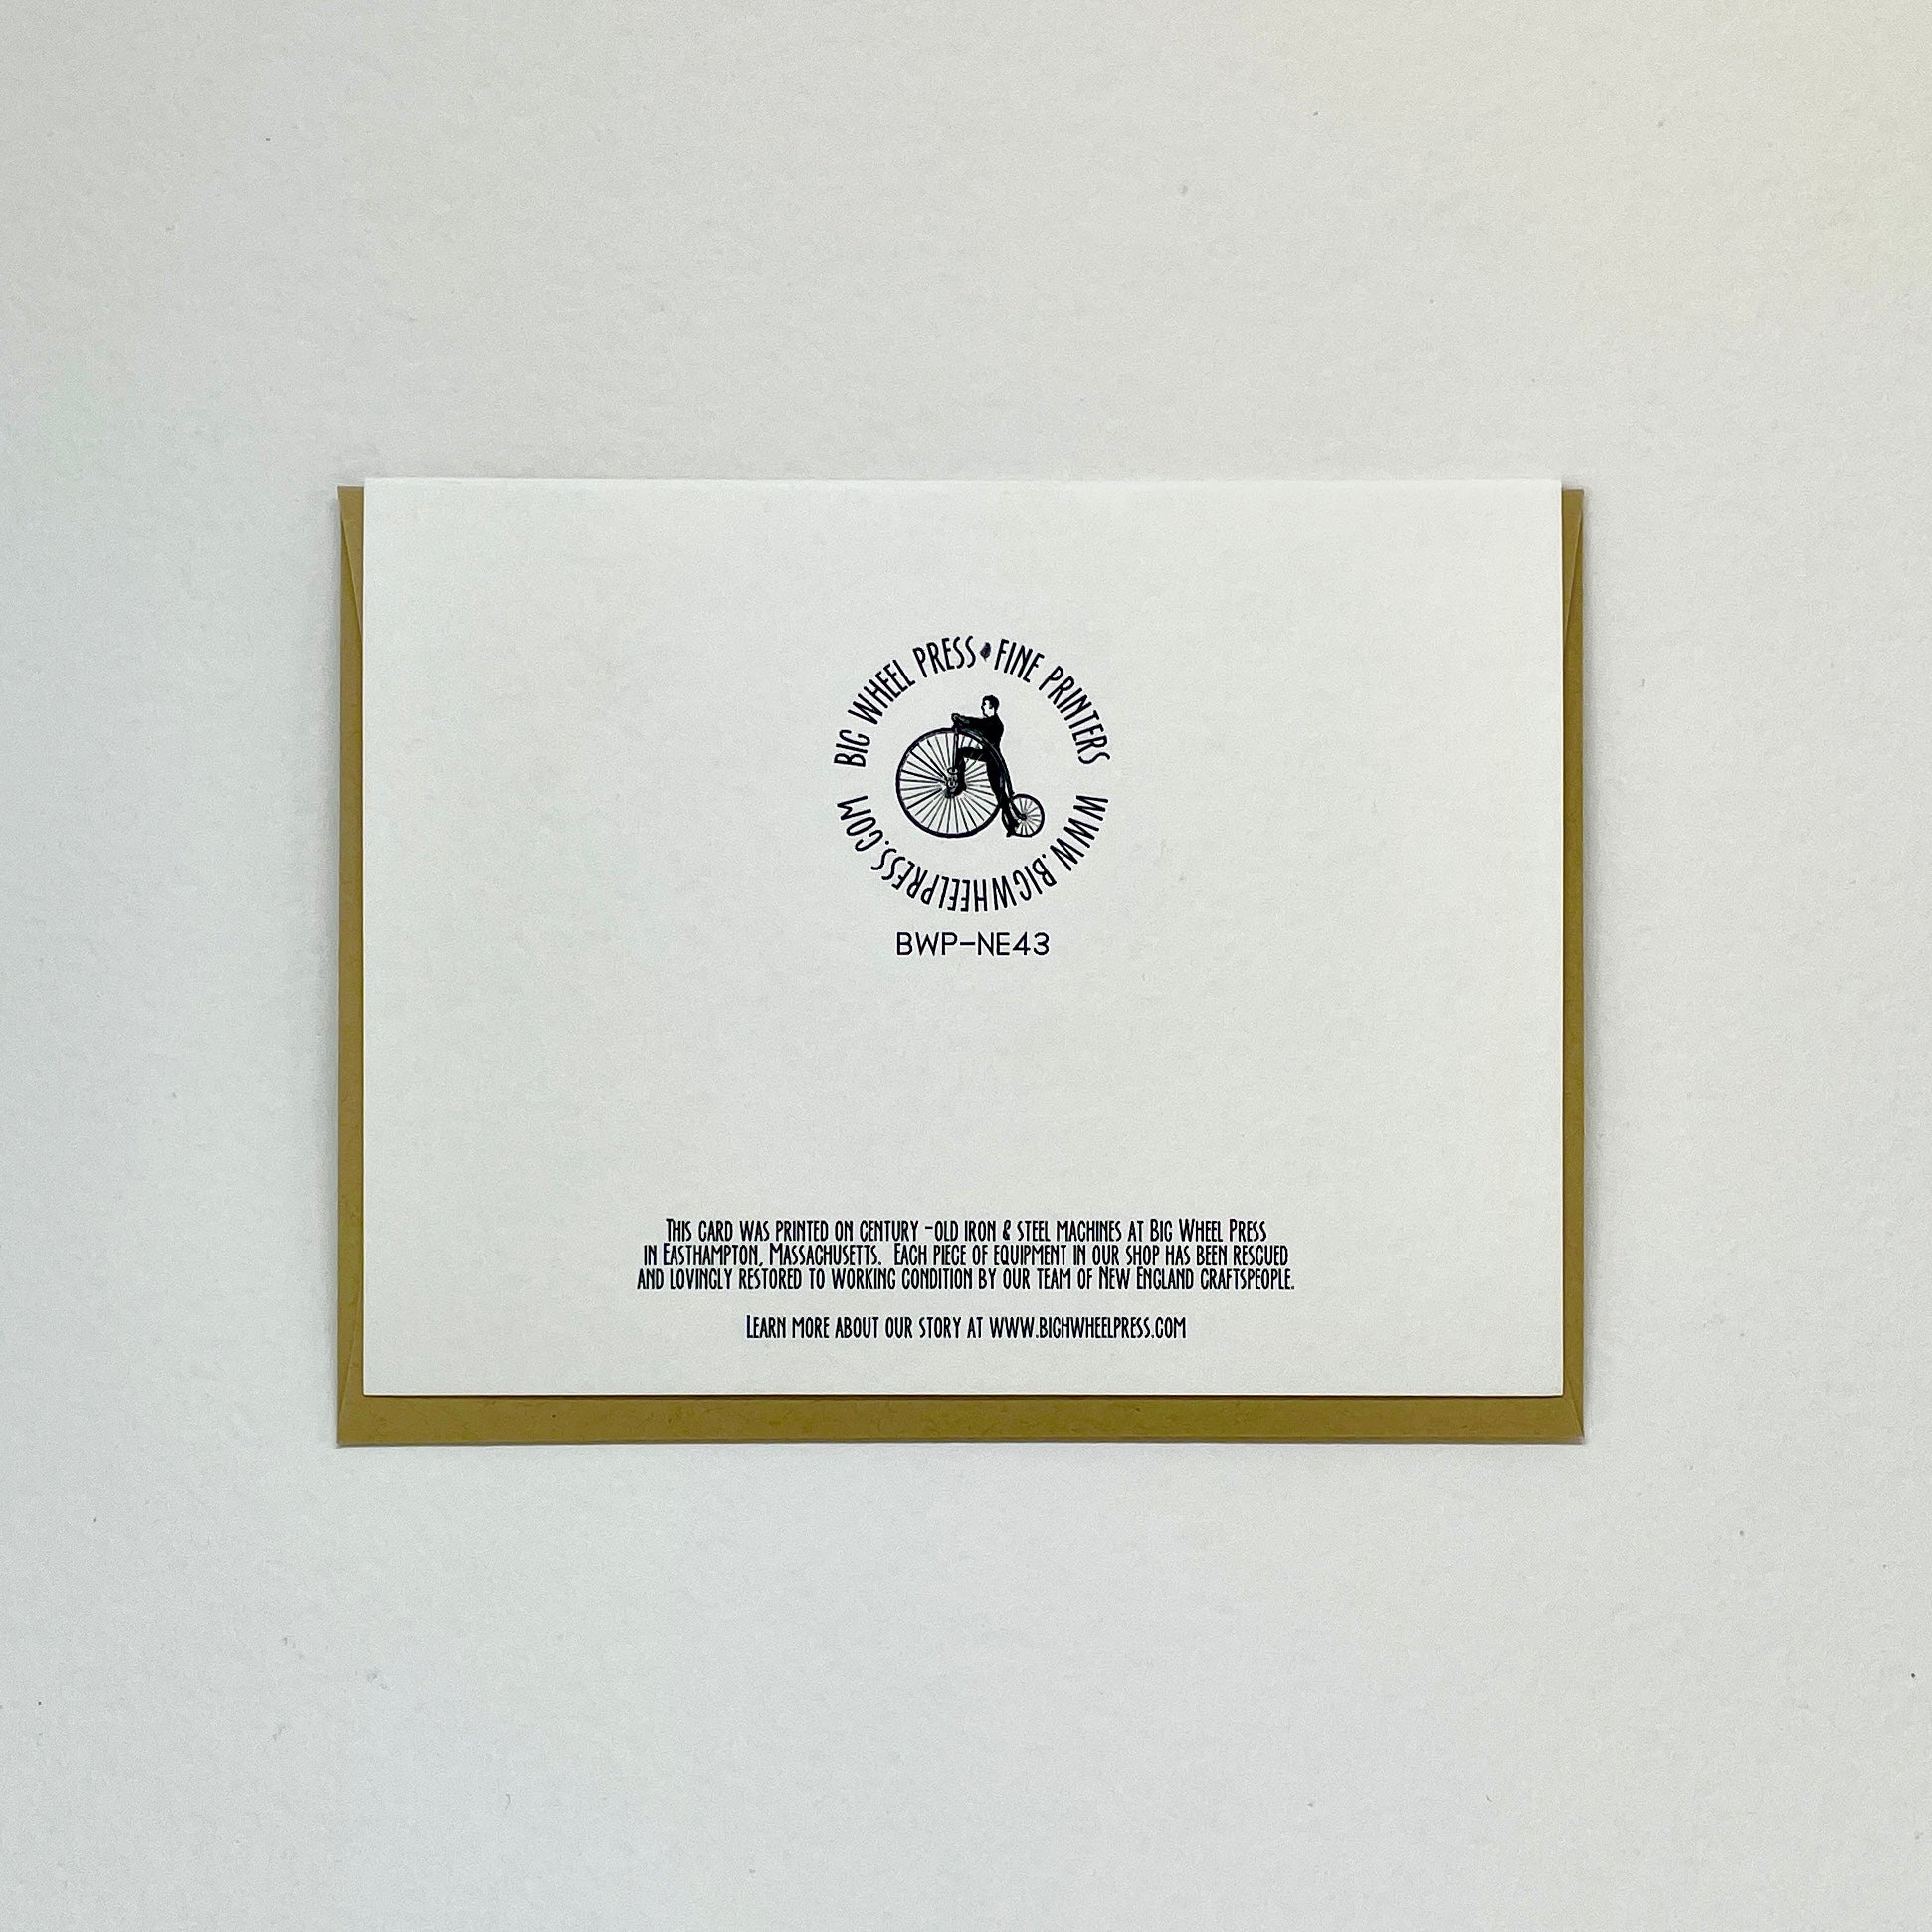 BIG WHEEL PRESS • FINE PRINTERS
WWW.BIGWHEELPRESS.COM
BWP-NE43
THIS CARD WAS PRINTED ON CENTURY -OLD IRON & STEEL MACHINES AT BIG WHEEL PRESS
IN EASTHAMPTON, MASSACHUSETTS. EACH PIECE OF EQUIPMENT IN OUR SHOP HAS BEEN RESCUED
AND LOVINGLY RESTORED TO WORKING CONDITION BY OUR TEAM OF NEW ENGLAND CRAFTSPEOPLE.
LEARN MORE ABOUT OUR STORY AT WWW.BIGHWHEELPRESS.COM